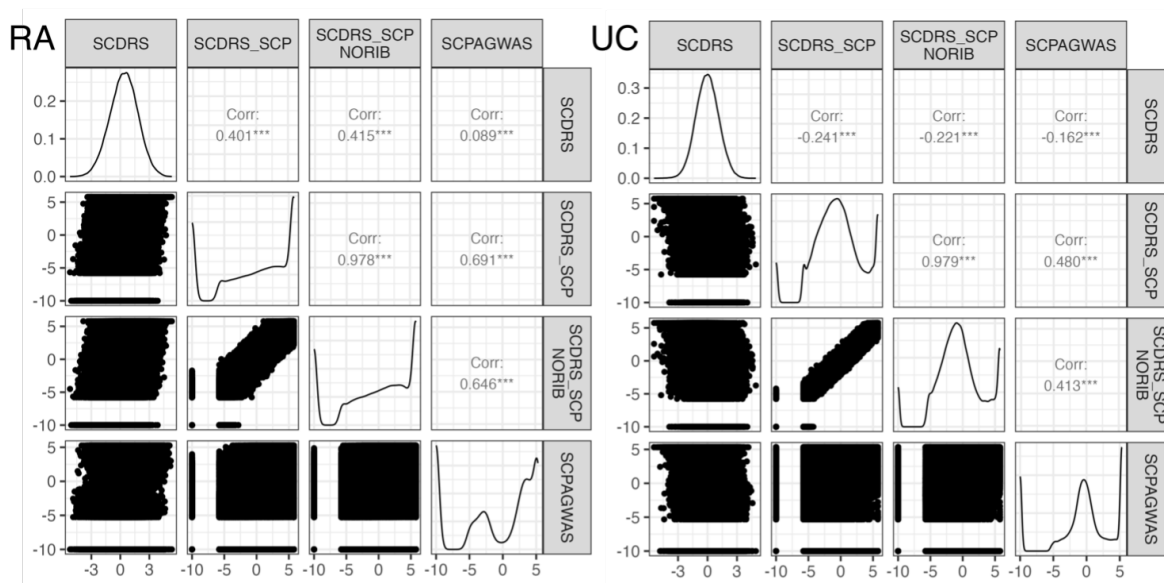 RA
SCDRS
SCDRS_SCP
SCDRS_SCP
NORIB
SCPAGWAS
0.2
0.1
0.0
Corr:
0.401***
Corr:
0.415***
Corr:
0.089***
SCDRS
5
0
-5
-10
Corr:
0.978***
Corr:
0.691***
SCDRS_SCP
5
0
-5
-10
Corr:
0.646***
SCDRS_SCP
NORIB
5
0
-5
-10
SCPAGWAS
-3 0 3
-10 -5 0 5
-10 -5 0 5
-10 -5 0 5
UC
SCDRS
SCDRS_SCP
SCDRS_SCP
NORIB
SCPAGWAS
0.3
0.2
0.1
0.0
Corr:
-0.241***
Corr:
-0.221***
Corr:
-0.162***
SCDRS
5
0
-5
-10
Corr:
0.979***
Corr:
0.480***
SCDRS_SCP
5
0
-5
-10
Corr:
0.413***
SCDRS_SCP
NORIB
5
0
-5
-10
SCPAGWAS
-3 0 3
-10 -5 0 5
-10 -5 0 5
-10 -5 0 5